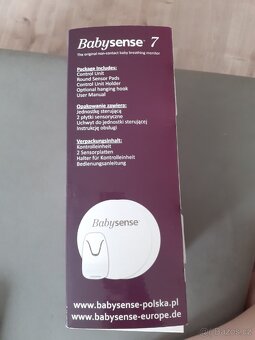 Babysense™ 7
The original non-contact baby breathing monitor
Package Includes:
Control Unit
Round Sensor Pads
Control Unit Holder
Optional hanging hook
User Manual
Opakowanie zawiera:
Jednostkę sterującą
2 płytki sensoryczne
Uchwyt do jednostki sterującej
Instrukcję obsługi
Verpackungsinhalt:
Kontrolleinheit
2 Sensorplatten
Halter für Kontrolleinheit
Bedienungsanleitung
Babysense™
www.babysense-polska.pl
www.babysense-europe.de